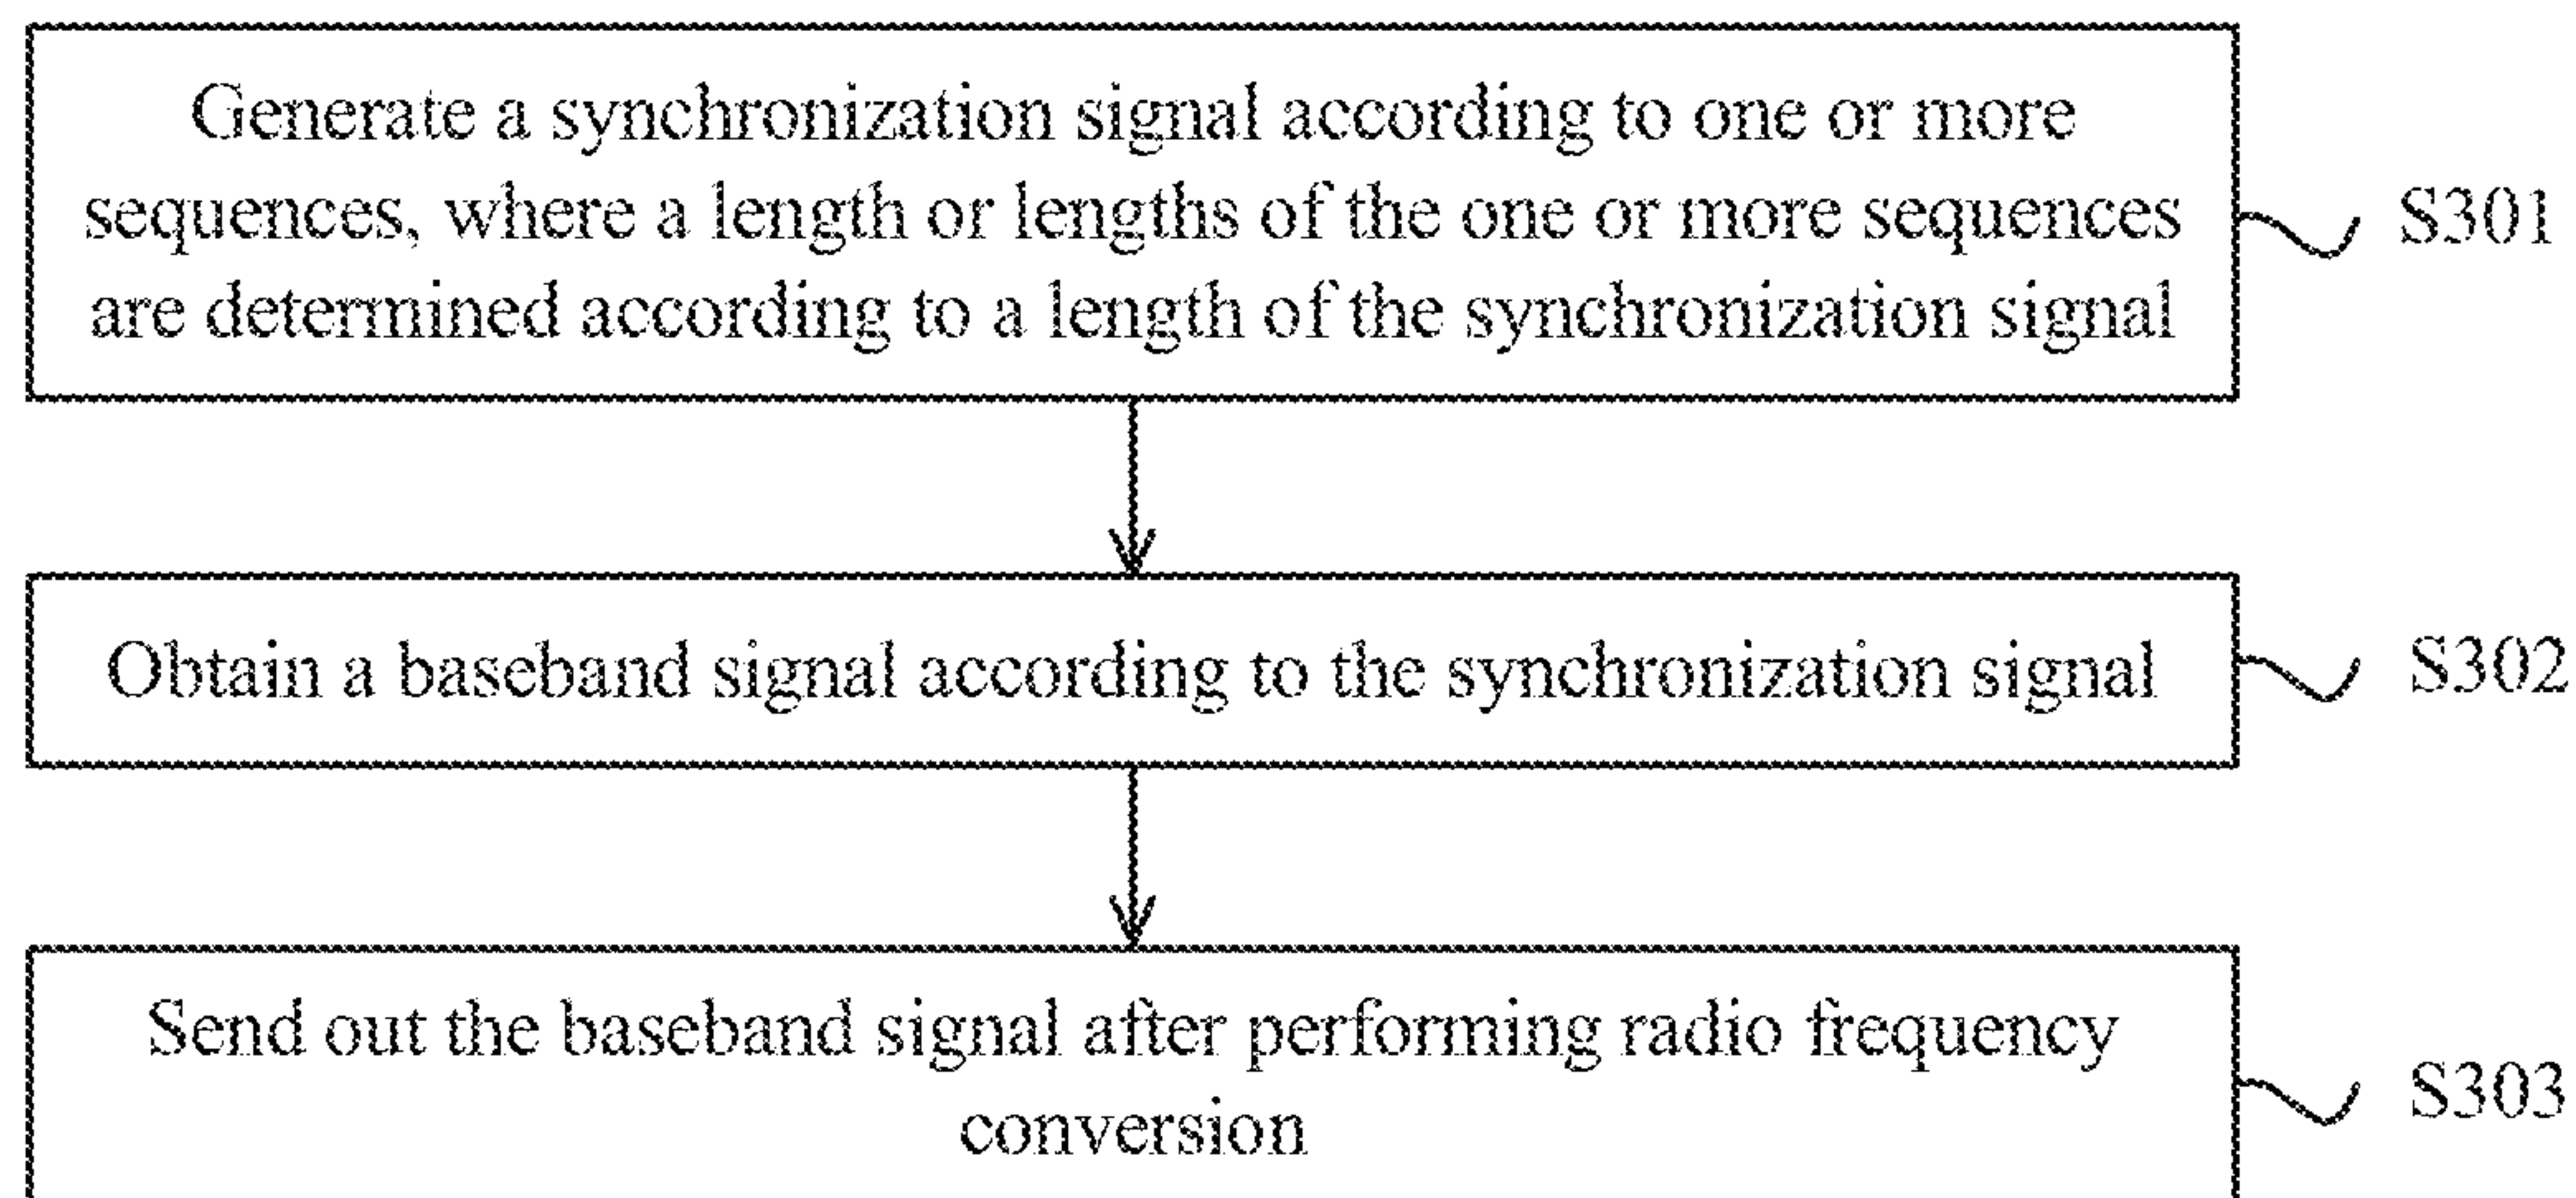 Generate a synchronization signal according to one or more
sequences, where a length or lengths of the one or more sequences
are determined according to a length of the synchronization signal
S301
Obtain a baseband signal according to the synchronization signal
S302
Send out the baseband signal after performing radio frequency
conversion
S303